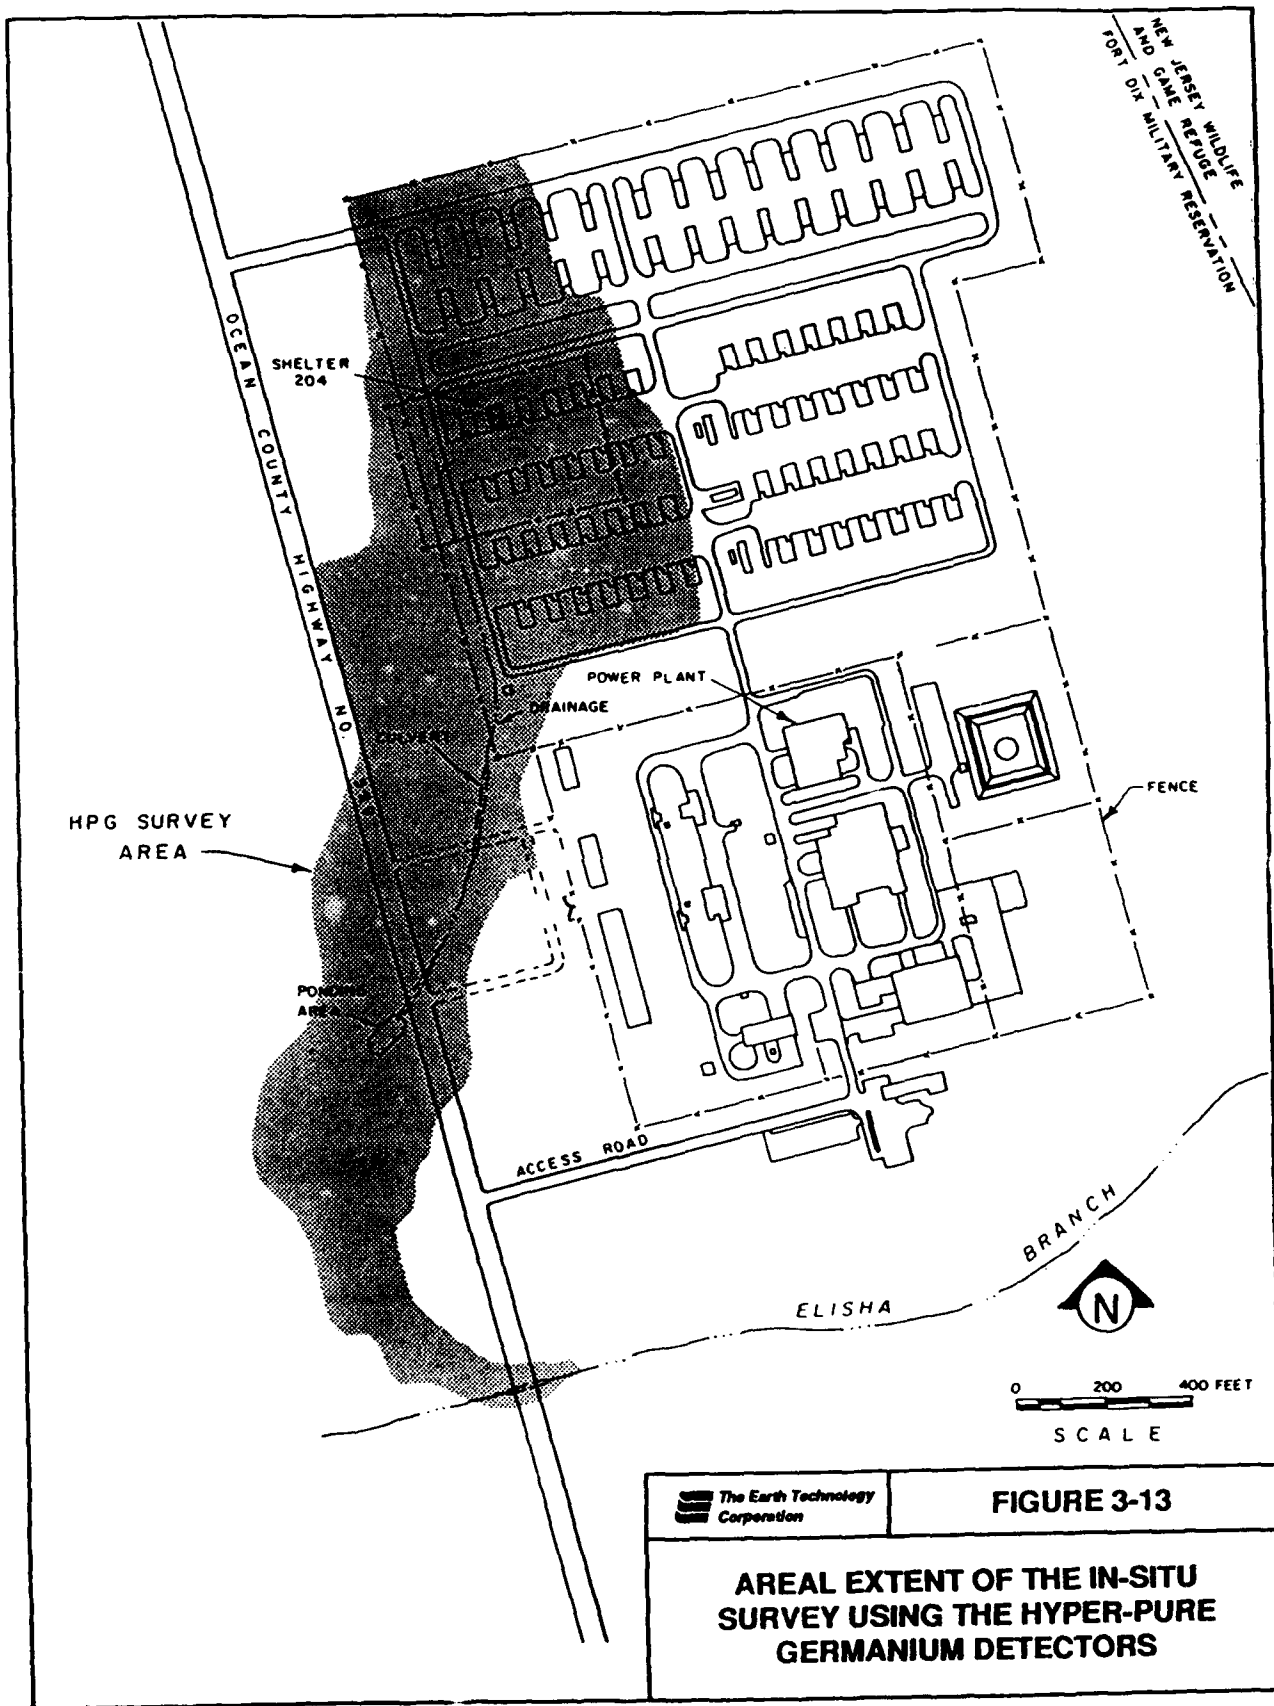 NEW JERSEY WILDLIFE
AND GAME REFUGE
FORT DIX MILITARY RESERVATION
OCEAN COUNTY HIGHWAY NO.
SHELTER
204
POWER PLANT
DRAINAGE
CULVERT
FENCE
HPG SURVEY
AREA
PONDING
AREA
ACCESS ROAD
ELISHA BRANCH
N
0 200 400 FEET
SCALE
The Earth Technology
Corporation
FIGURE 3-13
AREAL EXTENT OF THE IN-SITU
SURVEY USING THE HYPER-PURE
GERMANIUM DETECTORS